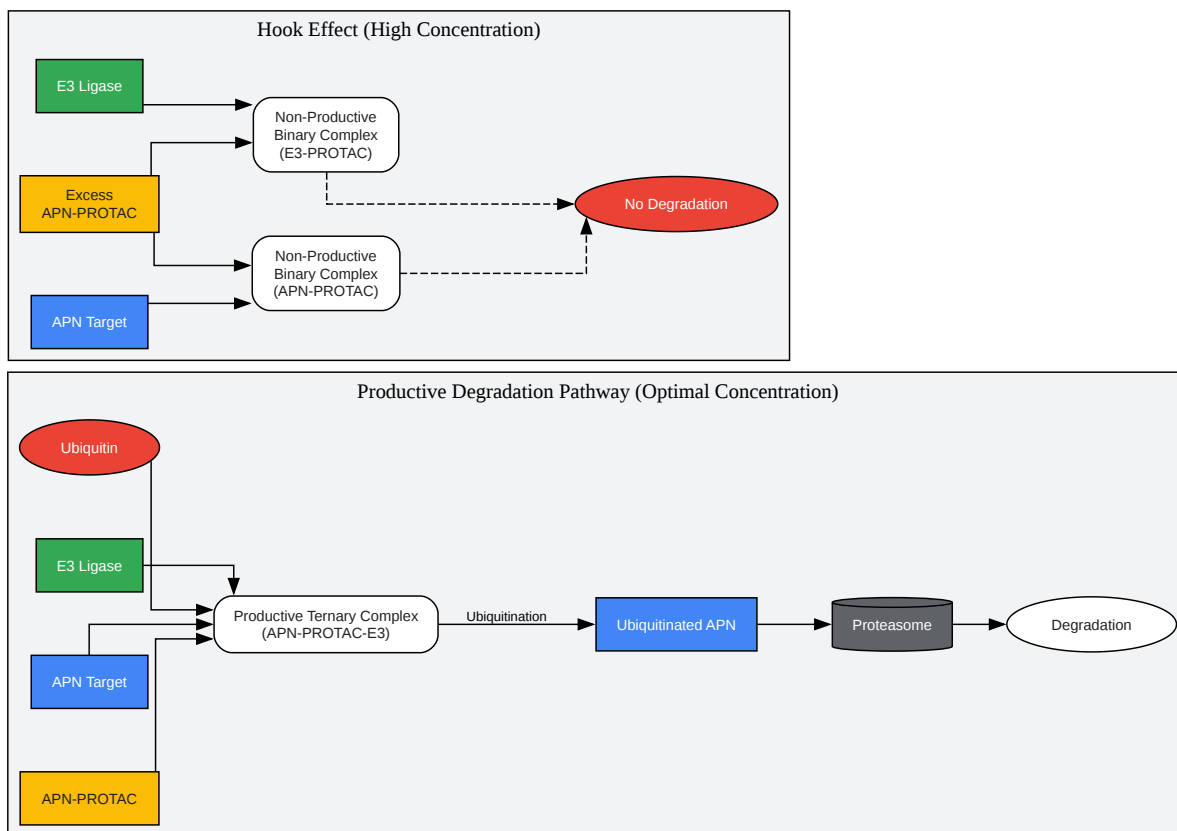 Hook Effect (High Concentration)
E3 Ligase
Non-Productive
Binary Complex
(E3-PROTAC)
Excess
APN-PROTAC
No Degradation
Non-Productive
Binary Complex
(APN-PROTAC)
APN Target
Productive Degradation Pathway (Optimal Concentration)
Ubiquitin
E3 Ligase
Productive Ternary Complex
(APN-PROTAC-E3)
Ubiquitination
Ubiquitinated APN
Proteasome
Degradation
APN Target
APN-PROTAC